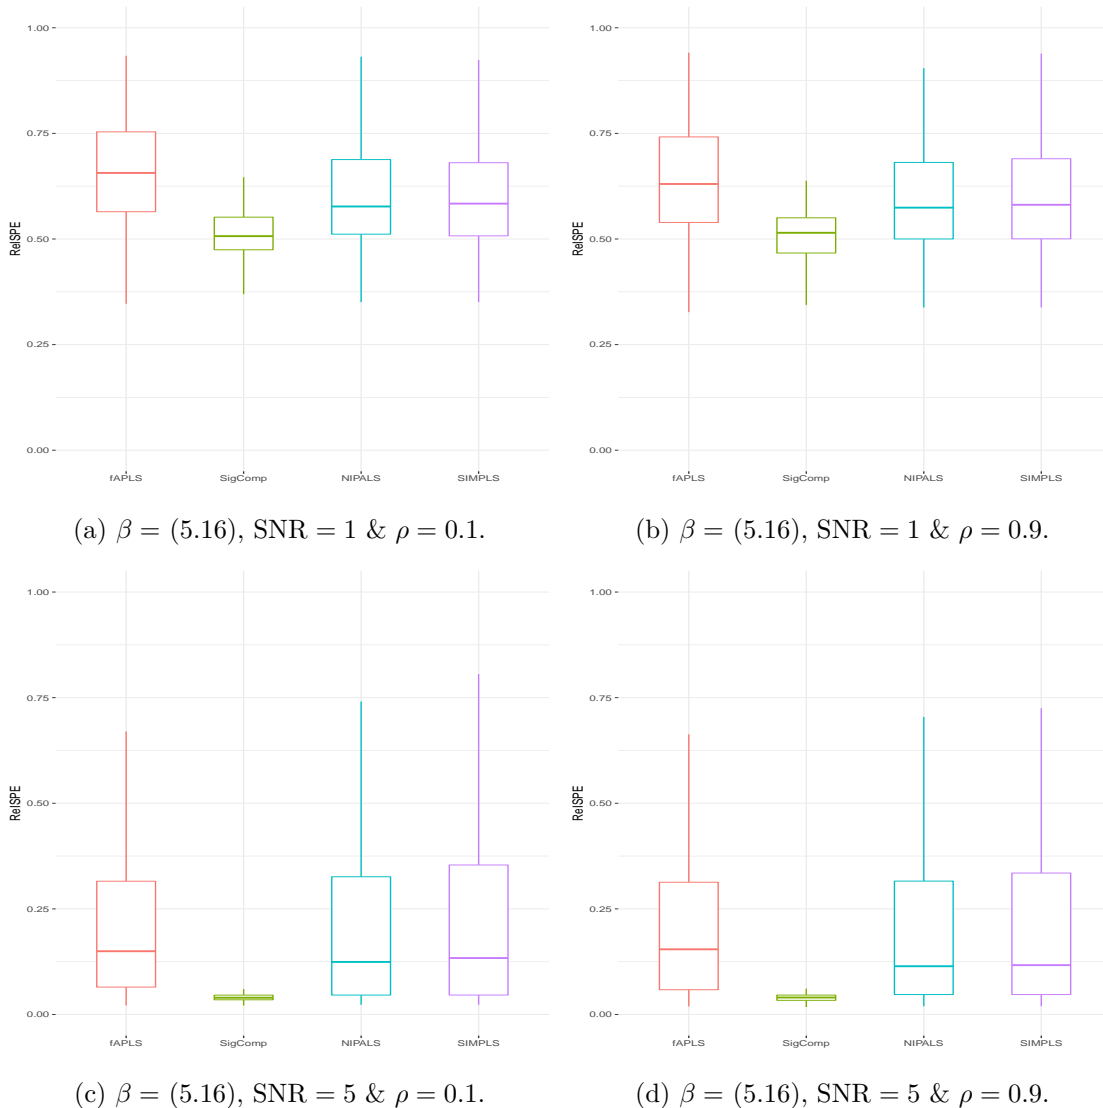 1.00
0.75
0.50
0.25
0.00
RelSPE
fAPLS SigComp NIPALS SIMPLS
(a) β = (5.16), SNR = 1 & ρ = 0.1.
1.00
0.75
0.50
0.25
0.00
RelSPE
fAPLS SigComp NIPALS SIMPLS
(b) β = (5.16), SNR = 1 & ρ = 0.9.
1.00
0.75
0.50
0.25
0.00
RelSPE
fAPLS SigComp NIPALS SIMPLS
(c) β = (5.16), SNR = 5 & ρ = 0.1.
1.00
0.75
0.50
0.25
0.00
RelSPE
fAPLS SigComp NIPALS SIMPLS
(d) β = (5.16), SNR = 5 & ρ = 0.9.